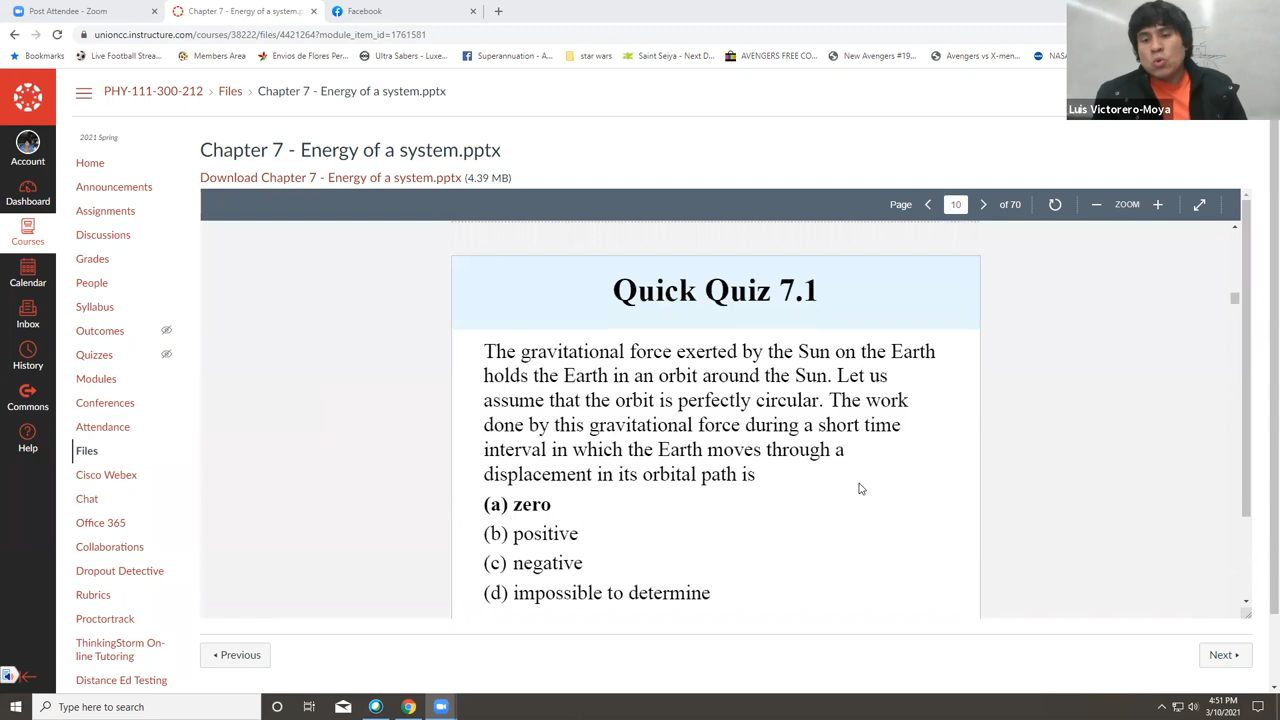 Post Attendee - Zoom
Chapter 7 - Energy of a system.p
Facebook
unioncc.instructure.com/courses/38222/files/4421264?module_item_id=1761581
Bookmarks
Live Football Strea...
Members Area
Envios de Flores Per...
Ultra Sabers - Luxe...
Superannuation - A...
star wars
Saint Seiya - Next D...
AVENGERS FREE CO...
New Avengers #19...
Avengers vs X-men...
NASA
Luis Victorero-Moya
PHY-111-300-212 › Files › Chapter 7 - Energy of a system.pptx
2021 Spring
Account
Dashboard
Courses
Calendar
Inbox
History
Commons
Help
Home
Announcements
Assignments
Discussions
Grades
People
Syllabus
Outcomes
Quizzes
Modules
Conferences
Attendance
Files
Cisco Webex
Chat
Office 365
Collaborations
Dropout Detective
Rubrics
Proctortrack
ThinkingStorm On-
line Tutoring
Distance Ed Testing
Chapter 7 - Energy of a system.pptx
Download Chapter 7 - Energy of a system.pptx (4.39 MB)
Page 10 of 70 ZOOM
Quick Quiz 7.1
The gravitational force exerted by the Sun on the Earth
holds the Earth in an orbit around the Sun. Let us
assume that the orbit is perfectly circular. The work
done by this gravitational force during a short time
interval in which the Earth moves through a
displacement in its orbital path is
(a) zero
(b) positive
(c) negative
(d) impossible to determine
Previous
Next
Type here to search
4:51 PM
3/10/2021